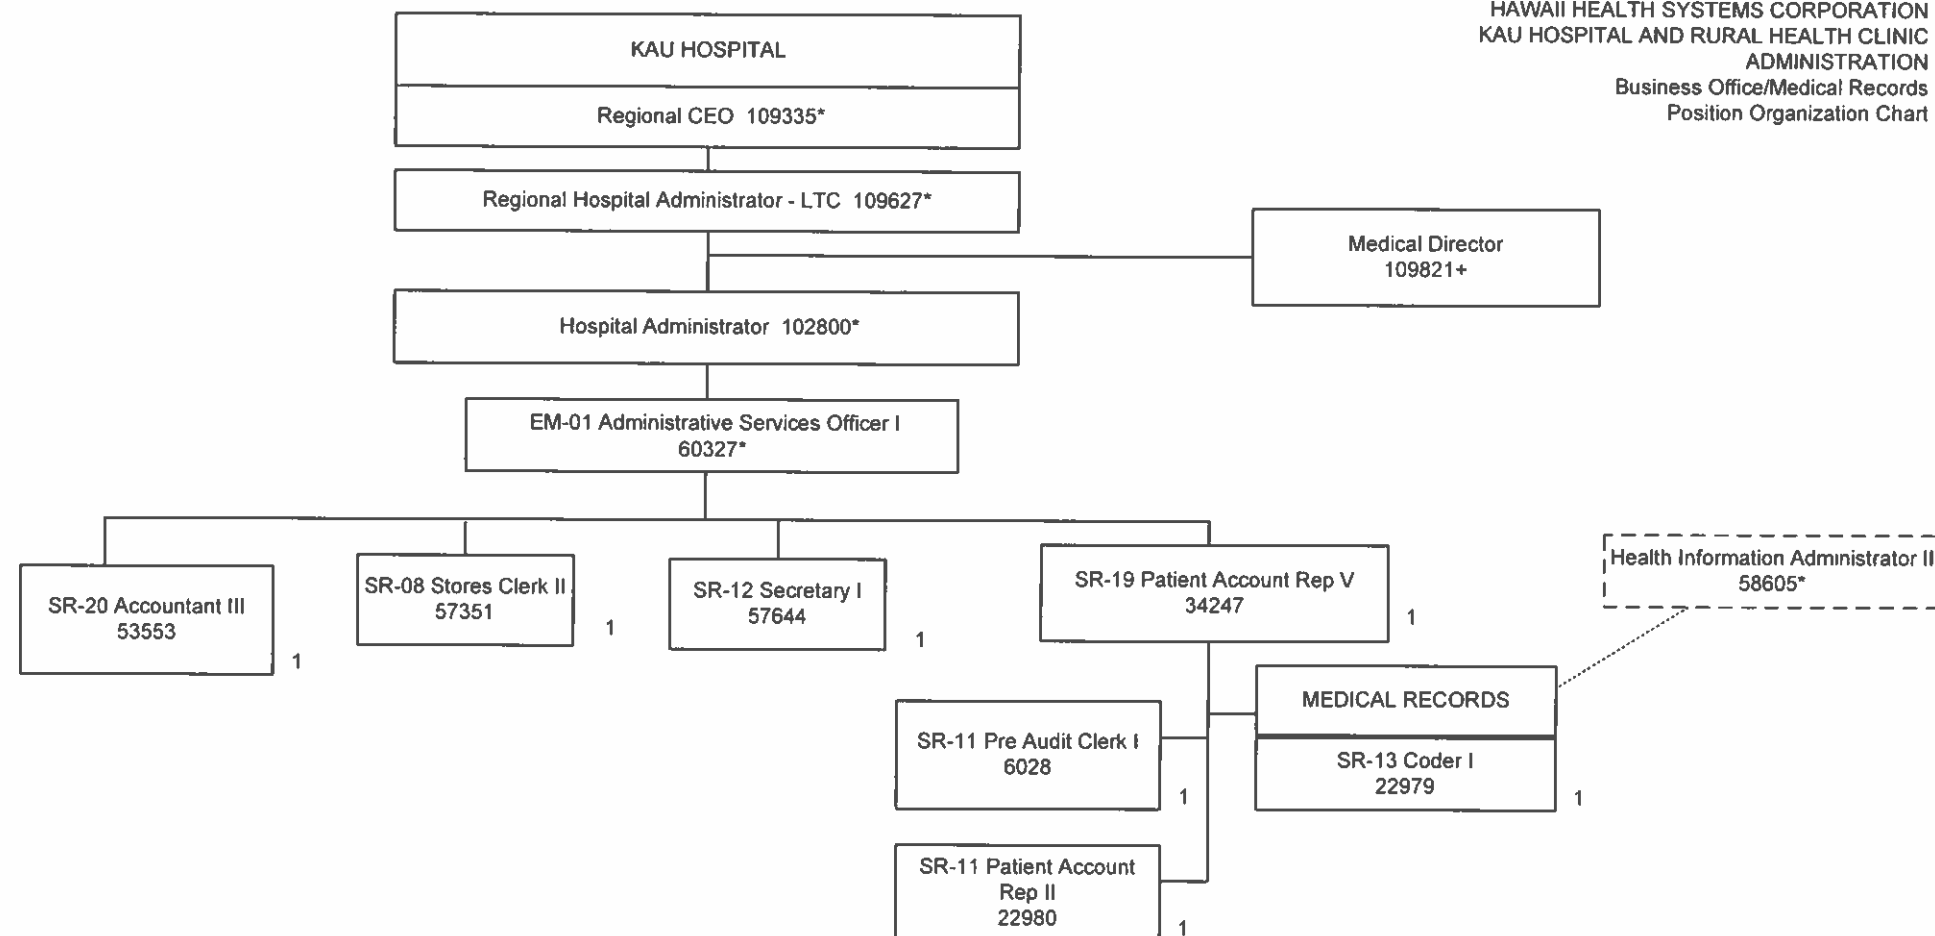 HAWAII HEALTH SYSTEMS CORPORATION
KAU HOSPITAL AND RURAL HEALTH CLINIC
ADMINISTRATION
Business Office/Medical Records
Position Organization Chart
KAU HOSPITAL
Regional CEO 109335*
Regional Hospital Administrator - LTC 109627*
Medical Director
109821+
Hospital Administrator 102800*
EM-01 Administrative Services Officer I
60327*
SR-20 Accountant III
53553
1
SR-08 Stores Clerk II
57351
1
SR-12 Secretary I
57644
1
SR-19 Patient Account Rep V
34247
1
Health Information Administrator II
58605*
MEDICAL RECORDS
SR-13 Coder I
22979
1
SR-11 Pre Audit Clerk I
6028
1
SR-11 Patient Account
Rep II
22980
1